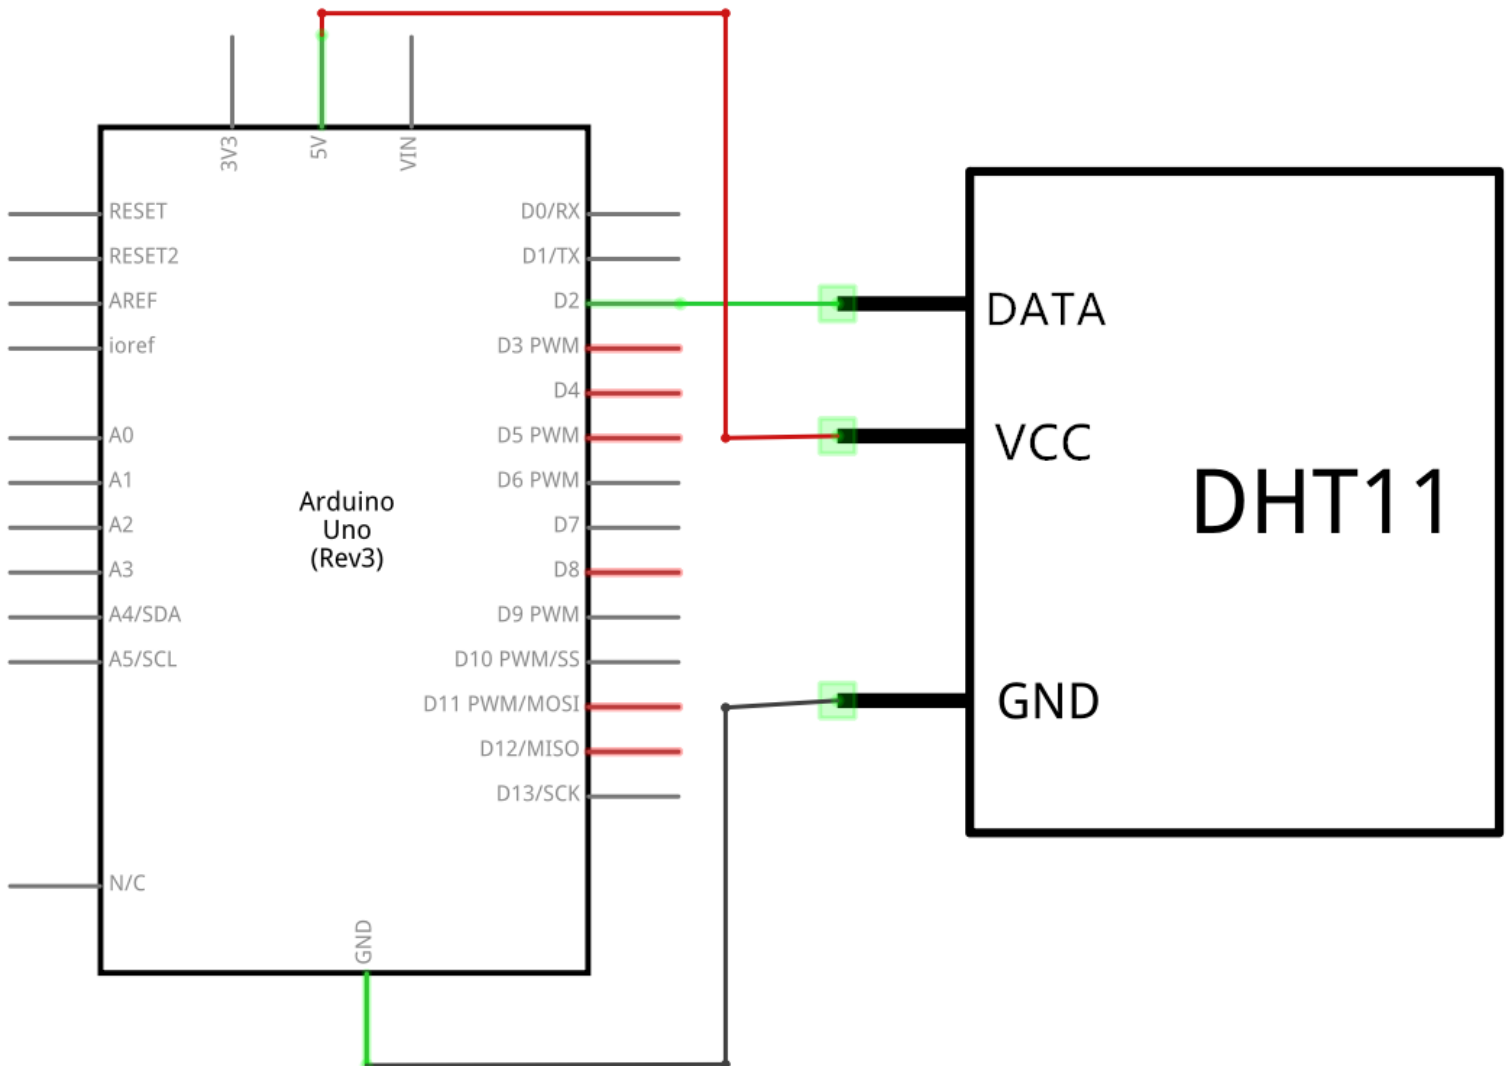 3V3
5V
VIN
RESET
RESET2
AREF
ioref
A0
A1
A2
A3
A4/SDA
A5/SCL
N/C
Arduino
Uno
(Rev3)
D0/RX
D1/TX
D2
D3 PWM
D4
D5 PWM
D6 PWM
D7
D8
D9 PWM
D10 PWM/SS
D11 PWM/MOSI
D12/MISO
D13/SCK
GND
DATA
VCC
DHT11
GND